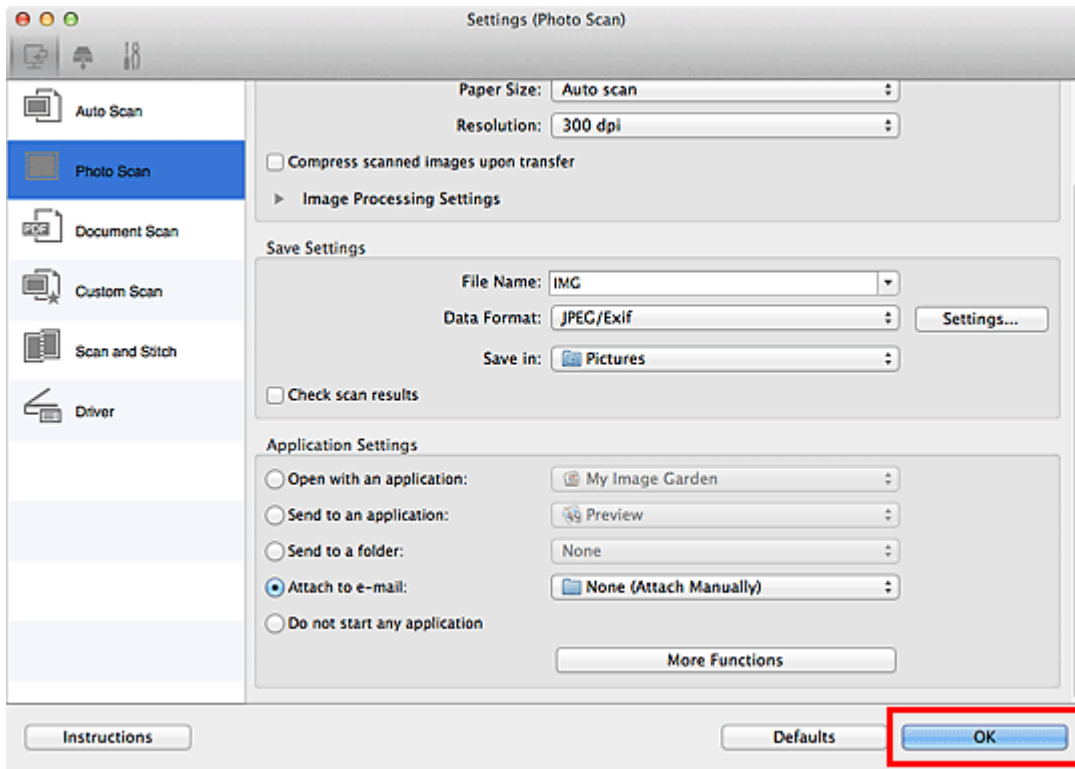 Settings (Photo Scan)
Auto Scan
Photo Scan
Document Scan
Custom Scan
Scan and Stitch
Driver
Paper Size: Auto scan
Resolution: 300 dpi
Compress scanned images upon transfer
Image Processing Settings
Save Settings
File Name: IMG
Data Format: JPEG/Exif Settings...
Save in: Pictures
Check scan results
Application Settings
Open with an application: My Image Garden
Send to an application: Preview
Send to a folder: None
Attach to e-mail: None (Attach Manually)
Do not start any application
More Functions
Instructions Defaults OK